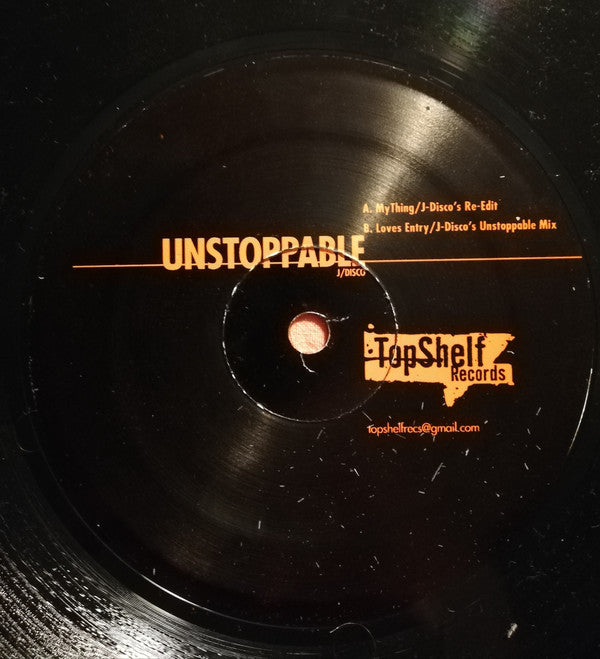 A. MyThing/J-Disco's Re-Edit
B. Loves Entry/J-Disco's Unstoppable Mix
UNSTOPPABLE
J/DISCO
TopShelf
Records
topshelfrecs@gmail.com